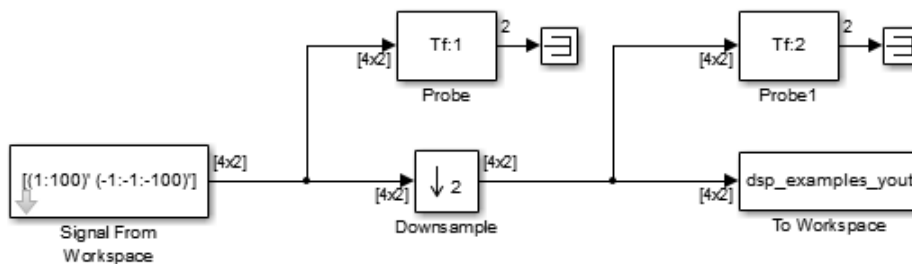 Tf:1
2
[4x2]
Probe
Tf:2
2
[4x2]
Probe1
[(1:100)' (-1:-1:-100)']
[4x2]
Signal From
Workspace
[4x2]
2
[4x2]
Downsample
[4x2]
dsp_examples_yout
To Workspace